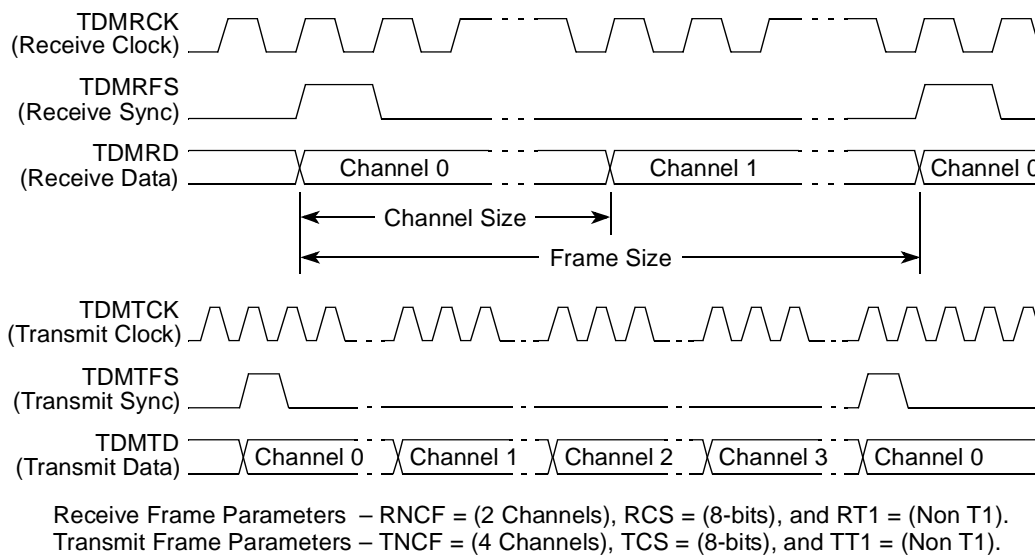 TDMRCK
(Receive Clock)
TDMRFS
(Receive Sync)
TDMRD
(Receive Data)
Channel 0
Channel 1
Channel 0
Channel Size
Frame Size
TDMTCK
(Transmit Clock)
TDMTFS
(Transmit Sync)
TDMTD
(Transmit Data)
Channel 0
Channel 1
Channel 2
Channel 3
Channel 0
Receive Frame Parameters – RNCF = (2 Channels), RCS = (8-bits), and RT1 = (Non T1).
Transmit Frame Parameters – TNCF = (4 Channels), TCS = (8-bits), and TT1 = (Non T1).